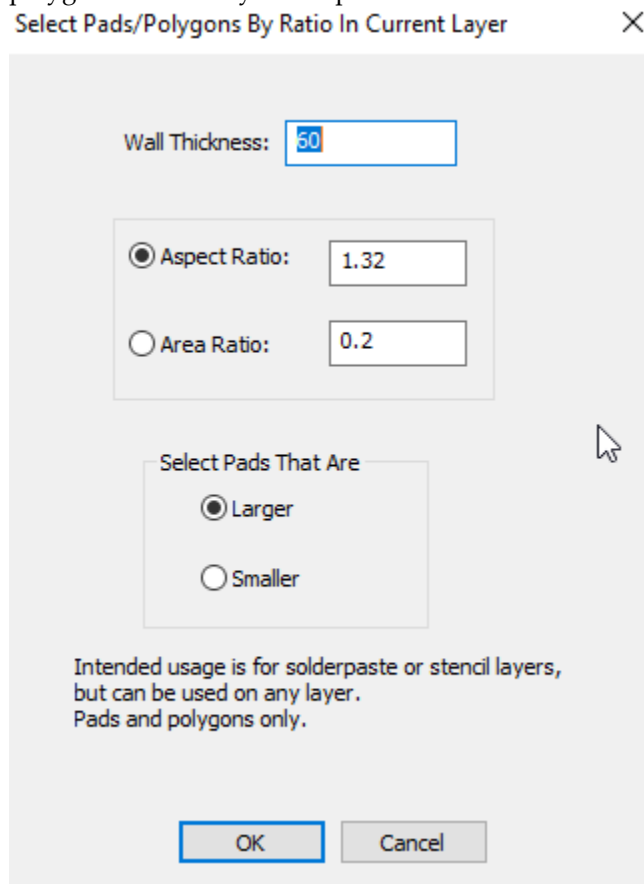 Select Pads/Polygons By Ratio In Current Layer
Wall Thickness: 60
Aspect Ratio: 1.32
Area Ratio: 0.2
Select Pads That Are
Larger
Smaller
Intended usage is for solderpaste or stencil layers,
but can be used on any layer.
Pads and polygons only.
OK Cancel